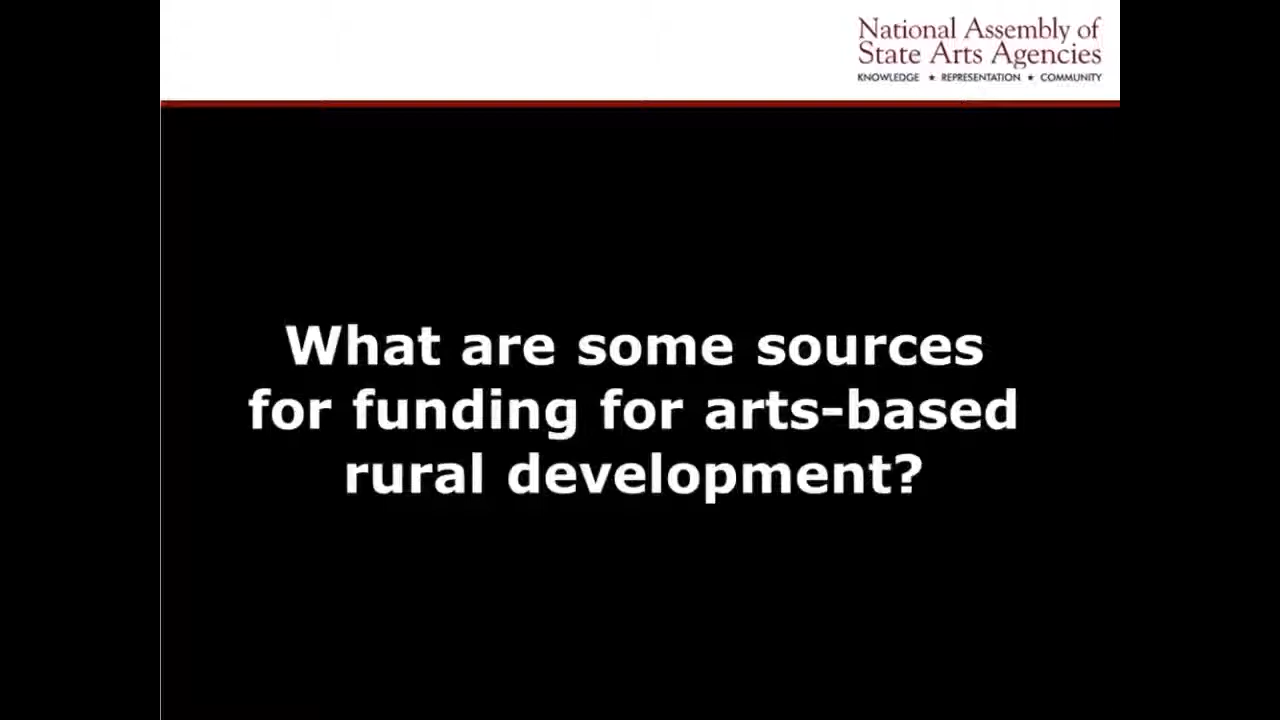 National Assembly of
State Arts Agencies
KNOWLEDGE ★ REPRESENTATION ★ COMMUNITY
What are some sources
for funding for arts-based
rural development?